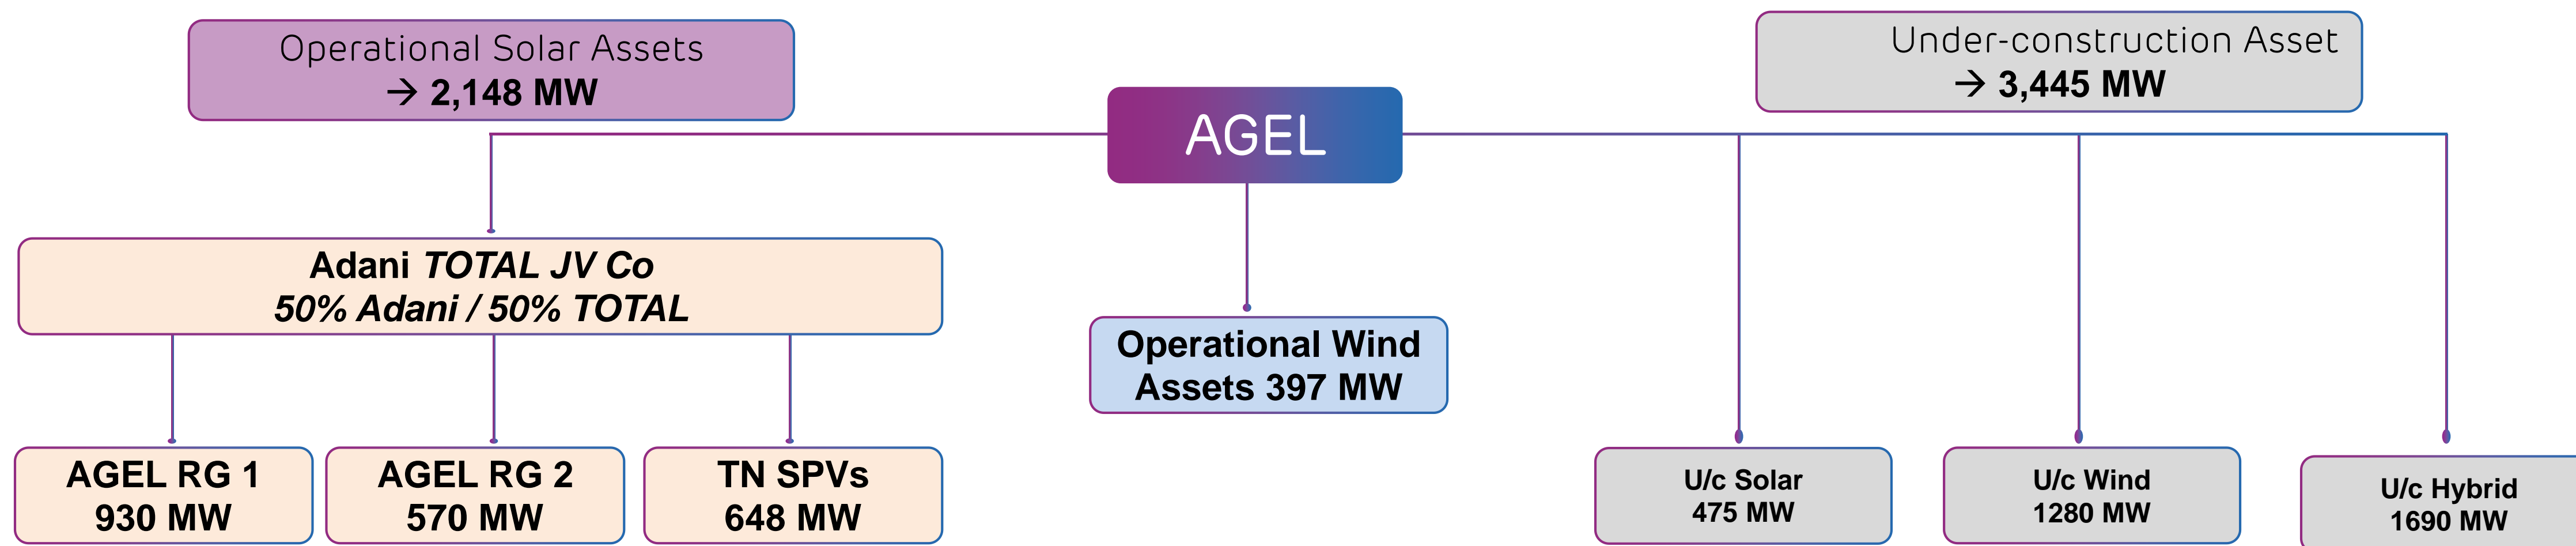 Operational Solar Assets
→ 2,148 MW
Under-construction Asset
→ 3,445 MW
AGEL
Adani TOTAL JV Co
50% Adani / 50% TOTAL
Operational Wind
Assets 397 MW
AGEL RG 1
930 MW
AGEL RG 2
570 MW
TN SPVs
648 MW
U/c Solar
475 MW
U/c Wind
1280 MW
U/c Hybrid
1690 MW